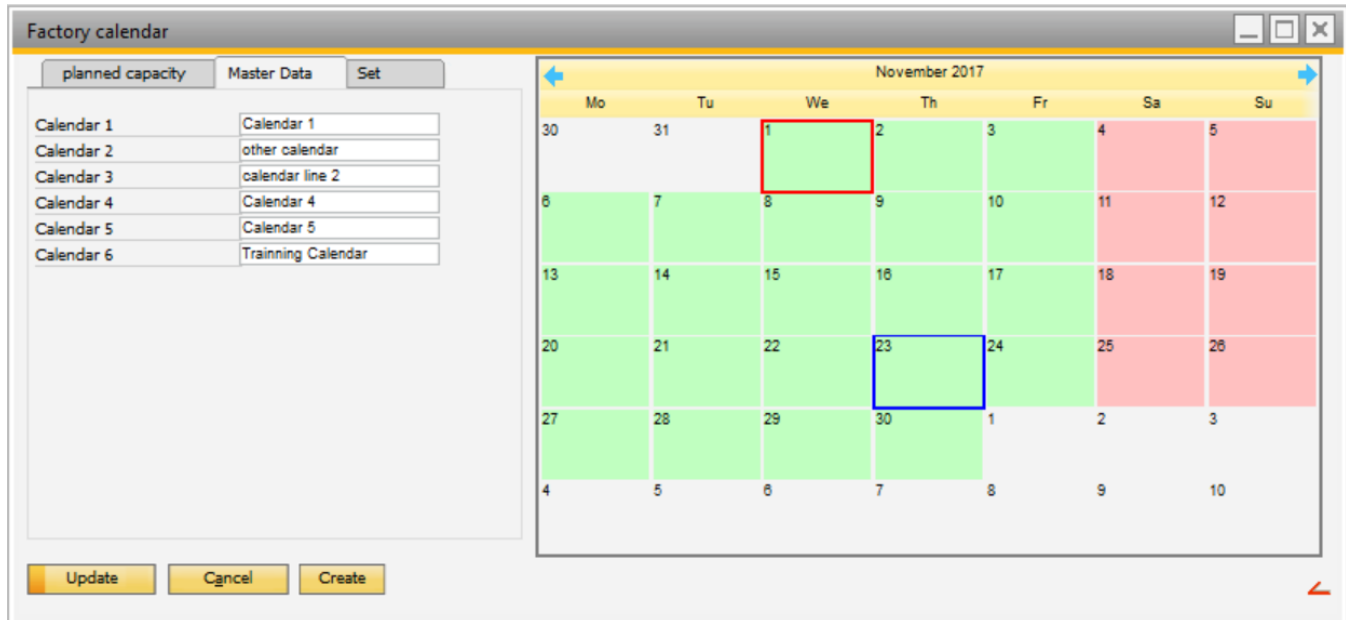 Factory calendar
planned capacity Master Data Set
Calendar 1 Calendar 1
Calendar 2 other calendar
Calendar 3 calendar line 2
Calendar 4 Calendar 4
Calendar 5 Calendar 5
Calendar 6 Trainning Calendar
November 2017
Mo Tu We Th Fr Sa Su
30 31 1 2 3 4 5
6 7 8 9 10 11 12
13 14 15 16 17 18 19
20 21 22 23 24 25 26
27 28 29 30 1 2 3
4 5 6 7 8 9 10
Update Cancel Create